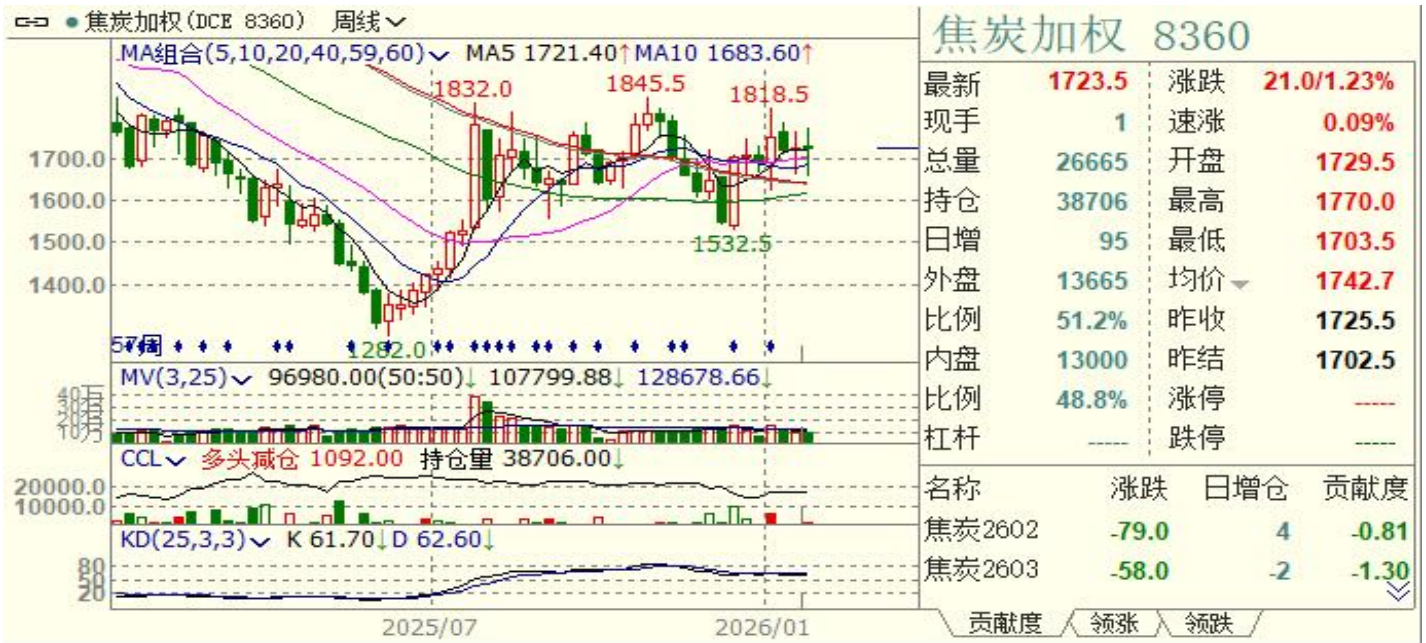 焦炭加权(DCE 8360) 周线
MA组合(5,10,20,40,59,60) MA5 1721.40↑ MA10 1683.60↑
1832.0
1845.5
1818.5
1700.0
1600.0
1500.0
1400.0
1532.5
1282.0
57周
MV(3,25) 96980.00(50:50)↓ 107799.88↓ 128678.66↓
40万
10万
CCL 多头减仓 1092.00 持仓量 38706.00↓
20000.0
10000.0
KD(25,3,3) K 61.70↓ D 62.60↓
80
50
20
2025/07 2026/01
焦炭加权 8360
最新 1723.5 涨跌 21.0/1.23%
现手 1 速涨 0.09%
总量 26665 开盘 1729.5
持仓 38706 最高 1770.0
日增 95 最低 1703.5
外盘 13665 均价 1742.7
比例 51.2% 昨收 1725.5
内盘 13000 昨结 1702.5
比例 48.8% 涨停 -----
杠杆 ----- 跌停 -----
名称 涨跌 日增仓 贡献度
焦炭2602 -79.0 4 -0.81
焦炭2603 -58.0 -2 -1.30
贡献度 领涨 领跌